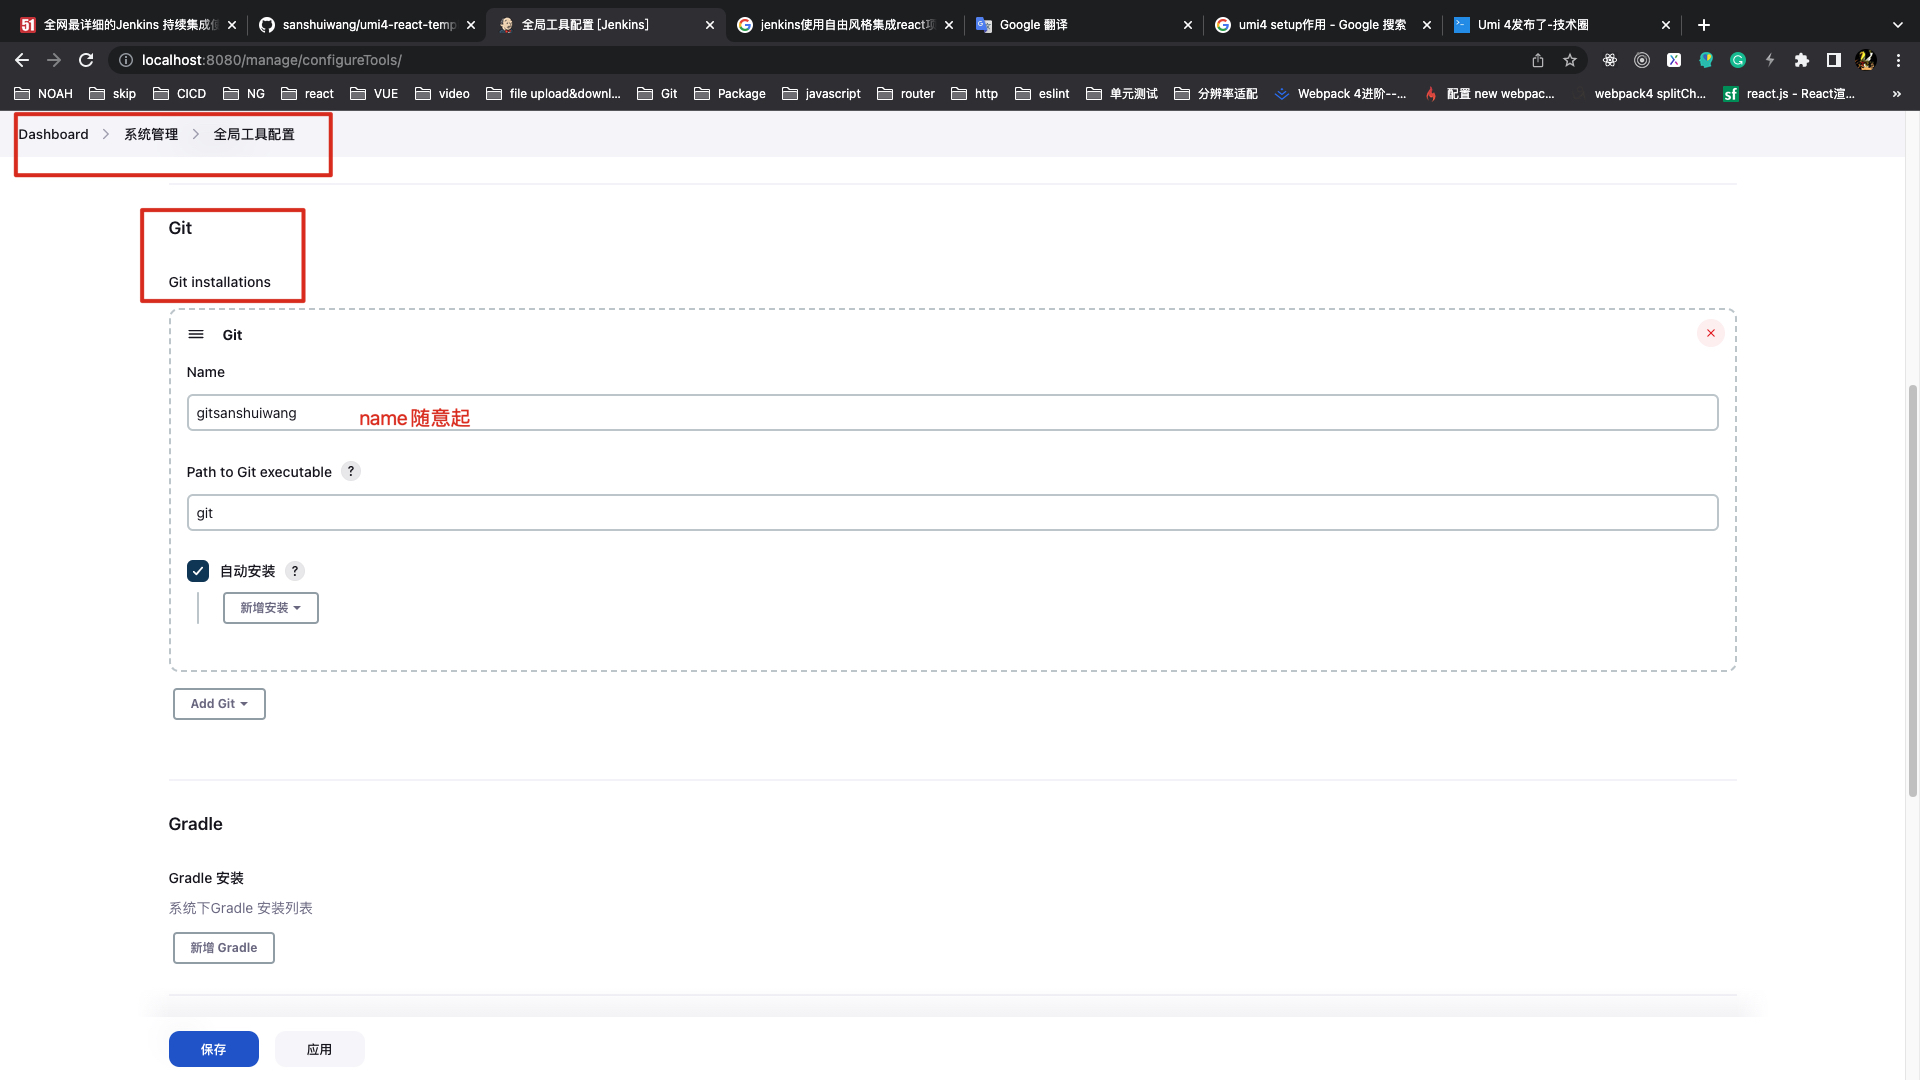 全网最详细的Jenkins 持续集成使
sanshuiwang/umi4-react-temp
全局工具配置 [Jenkins]
jenkins使用自由风格集成react项
Google 翻译
umi4 setup作用 - Google 搜索
Umi 4发布了-技术圈
localhost:8080/manage/configureTools/
NOAH
skip
CICD
NG
react
VUE
video
file upload&downl...
Git
Package
javascript
router
http
eslint
单元测试
分辨率适配
Webpack 4进阶--...
配置 new webpac...
webpack4 splitCh...
react.js - React渲...
Dashboard
系统管理
全局工具配置
Git
Git installations
Git
Name
gitsanshuiwang
name随意起
Path to Git executable ?
git
自动安装 ?
新增安装
Add Git
Gradle
Gradle 安装
系统下Gradle 安装列表
新增 Gradle
保存
应用